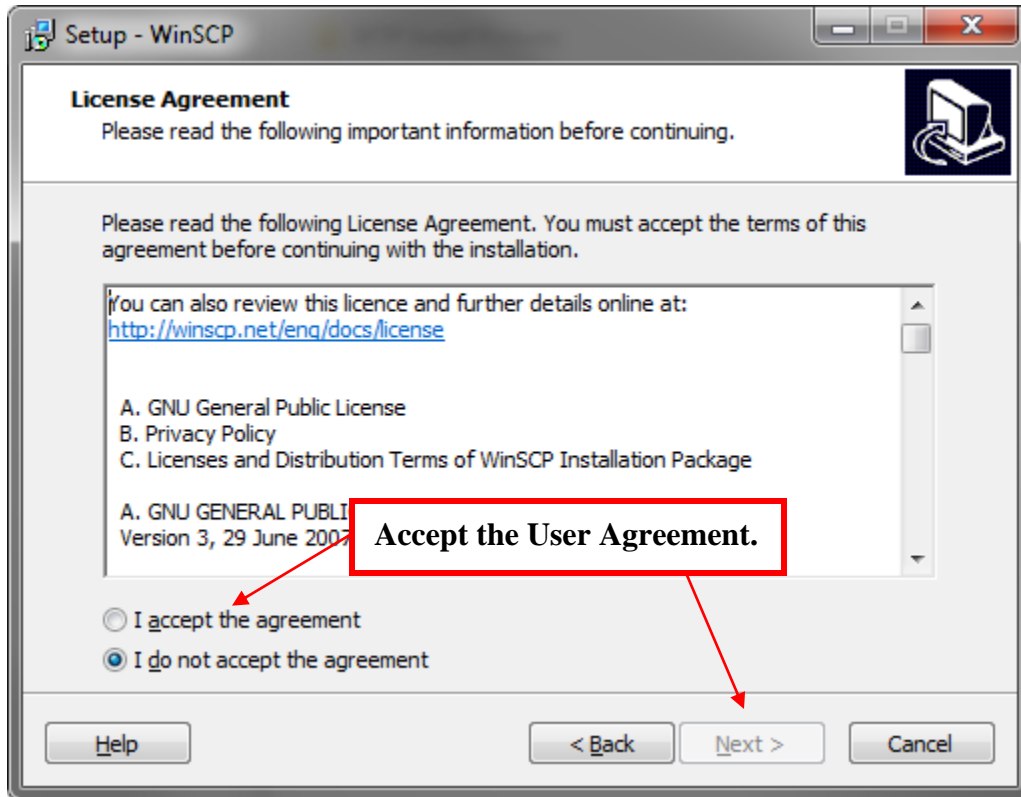 Setup - WinSCP
License Agreement
Please read the following important information before continuing.
Please read the following License Agreement. You must accept the terms of this
agreement before continuing with the installation.
You can also review this licence and further details online at:
http://winscp.net/eng/docs/license
A. GNU General Public License
B. Privacy Policy
C. Licenses and Distribution Terms of WinSCP Installation Package
A. GNU GENERAL PUBLI
Version 3, 29 June 2007
Accept the User Agreement.
I accept the agreement
I do not accept the agreement
Help
< Back
Next >
Cancel